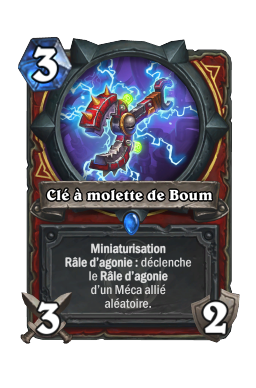 3
Clé à molette de Boum
Miniaturisation
Râle d'agonie : déclenche
le Râle d'agonie
d'un Méca allié
aléatoire.
3
2